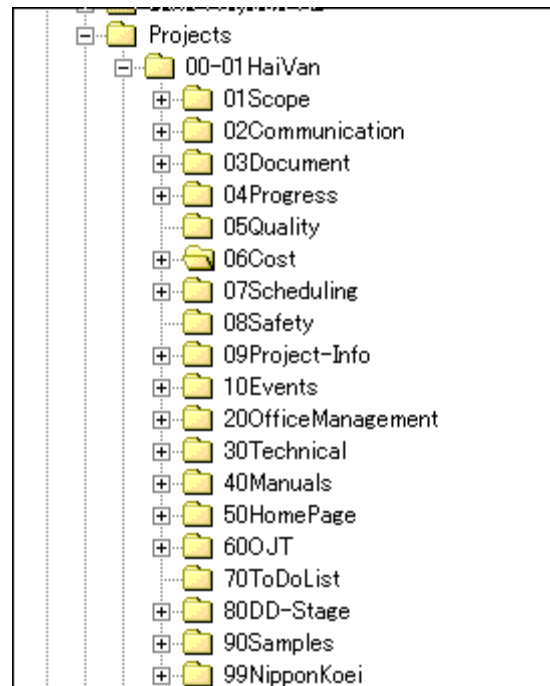 Projects
00-01HaiVan
01Scope
02Communication
03Document
04Progress
05Quality
06Cost
07Scheduling
08Safety
09Project-Info
10Events
20OfficeManagement
30Technical
40Manuals
50HomePage
60OJT
70ToDoList
80DD-Stage
90Samples
99NipponKoei